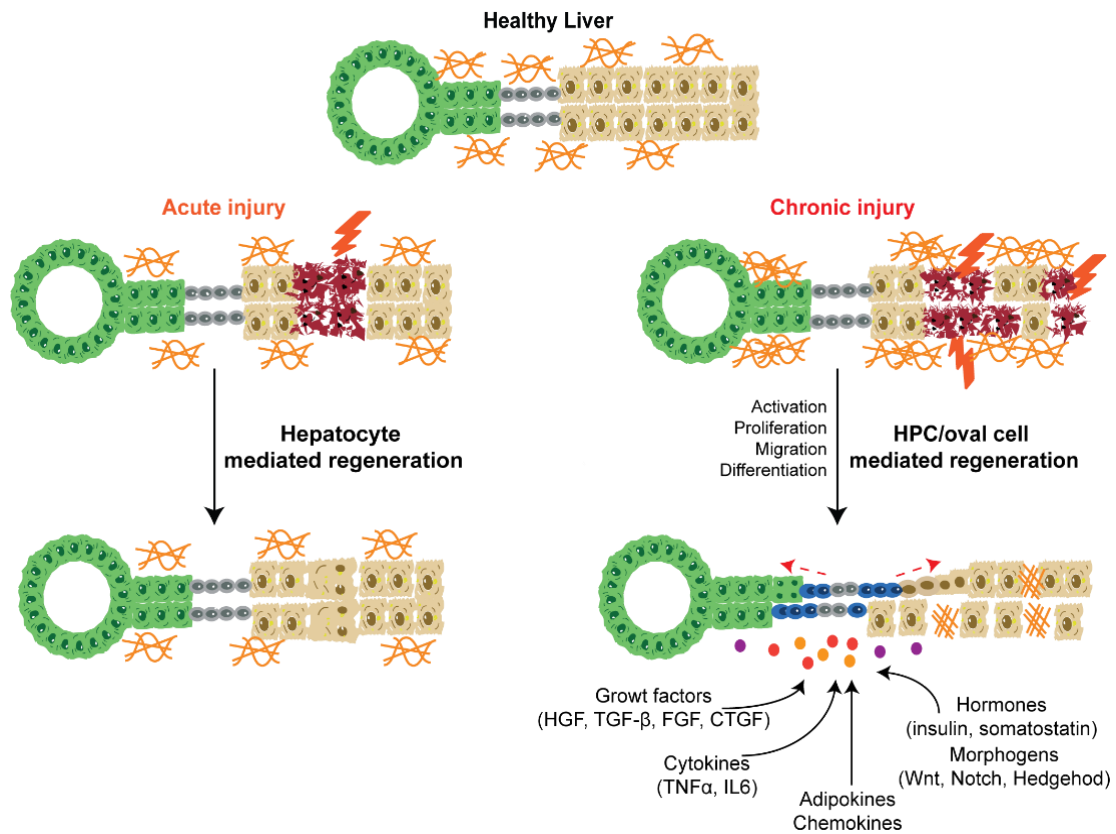 Healthy Liver
Acute injury
Chronic injury
Hepatocyte
mediated regeneration
Activation
Proliferation
Migration
Differentiation
HPC/oval cell
mediated regeneration
Growt factors
(HGF, TGF-β, FGF, CTGF)
Cytokines
(TNFα, IL6)
Adipokines
Chemokines
Hormones
(insulin, somatostatin)
Morphogens
(Wnt, Notch, Hedgehod)